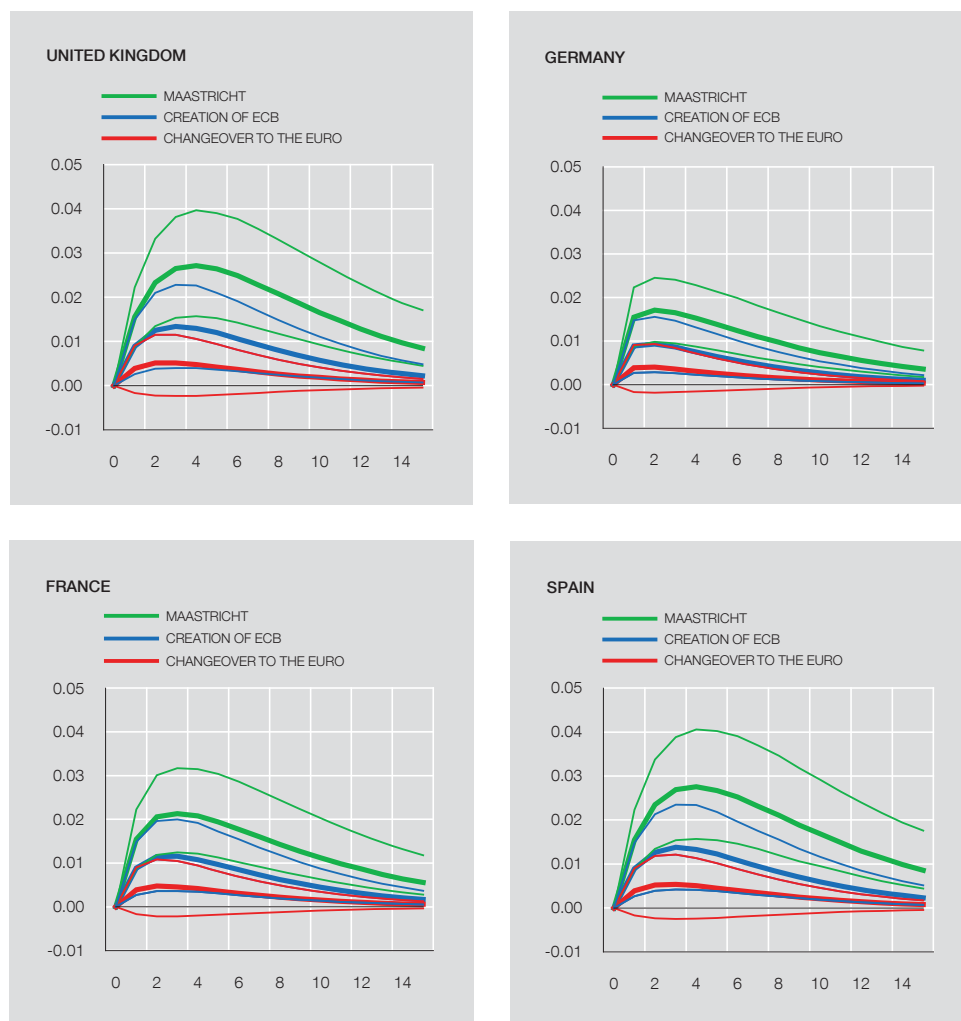 UNITED KINGDOM
MAASTRICHT
CREATION OF ECB
CHANGEOVER TO THE EURO
0.05
0.04
0.03
0.02
0.01
0.00
-0.01
0 2 4 6 8 10 12 14
GERMANY
MAASTRICHT
CREATION OF ECB
CHANGEOVER TO THE EURO
0.05
0.04
0.03
0.02
0.01
0.00
-0.01
0 2 4 6 8 10 12 14
FRANCE
MAASTRICHT
CREATION OF ECB
CHANGEOVER TO THE EURO
0.05
0.04
0.03
0.02
0.01
0.00
-0.01
0 2 4 6 8 10 12 14
SPAIN
MAASTRICHT
CREATION OF ECB
CHANGEOVER TO THE EURO
0.05
0.04
0.03
0.02
0.01
0.00
-0.01
0 2 4 6 8 10 12 14